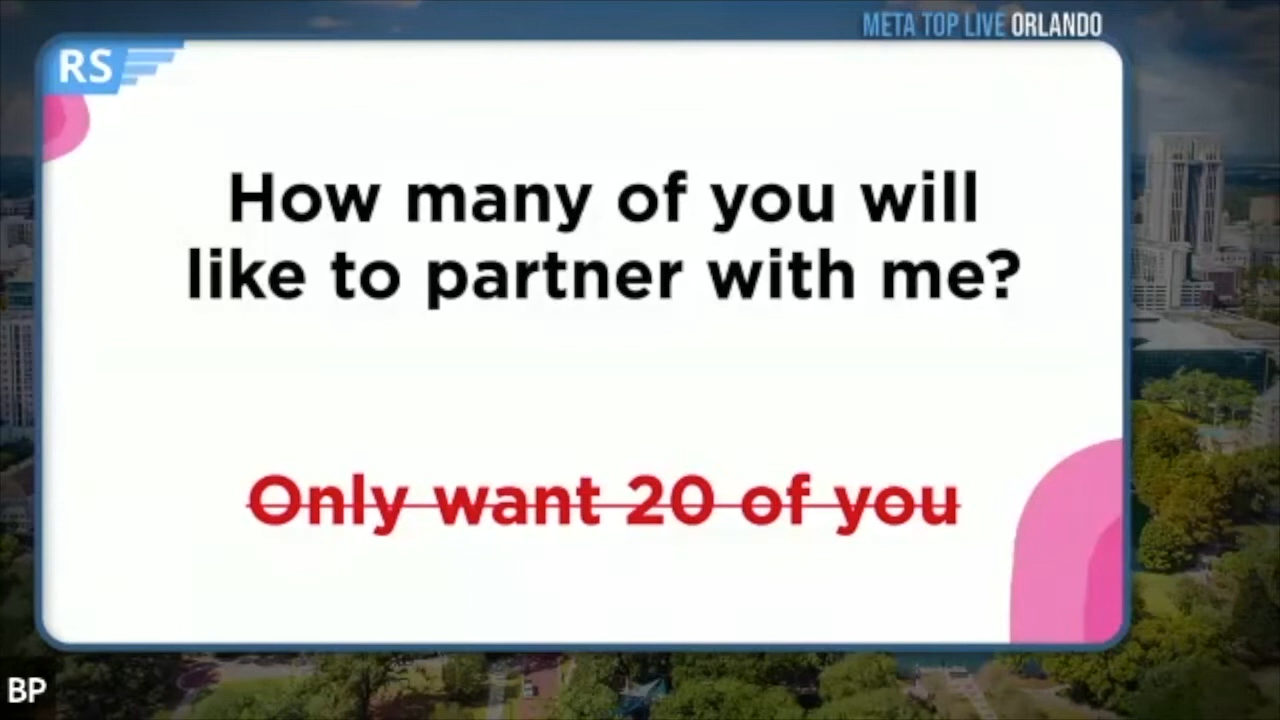 META TOP LIVE ORLANDO
RS
How many of you will
like to partner with me?
Only want 20 of you
BP